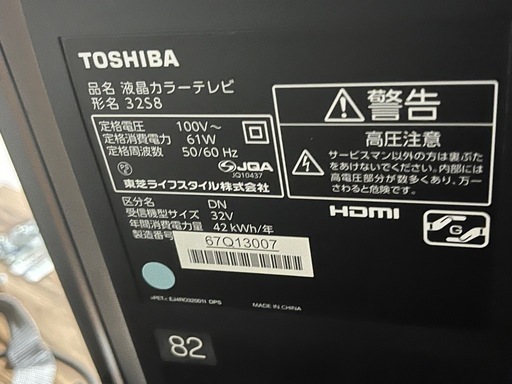 TOSHIBA
品名 液晶カラーテレビ
形名 32S8
定格電圧 100V～
定格消費電力 61W
定格周波数 50/60 Hz
JQA
JQ10437
東芝ライフスタイル株式会社
区分名 DN
受信機型サイズ 32V
年間消費電力量 42 kWh/年
製造番号
67Q13007
MADE IN CHINA
82
警告
高圧注意
サービスマン以外の方は裏ぶた
をあけないでください。内部には
高電圧部分が数多くあり、万一
さわると危険です。
HDMI
G